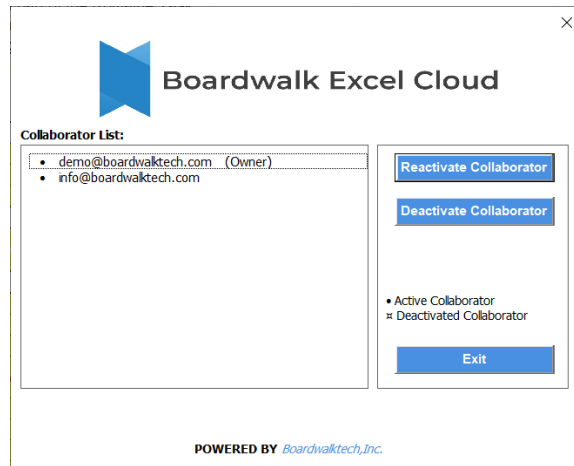 Boardwalk Excel Cloud
Collaborator List:
• demo@boardwalktech.com (Owner)
• info@boardwalktech.com
Reactivate Collaborator
Deactivate Collaborator
• Active Collaborator
¤ Deactivated Collaborator
Exit
POWERED BY Boardwalktech,Inc.